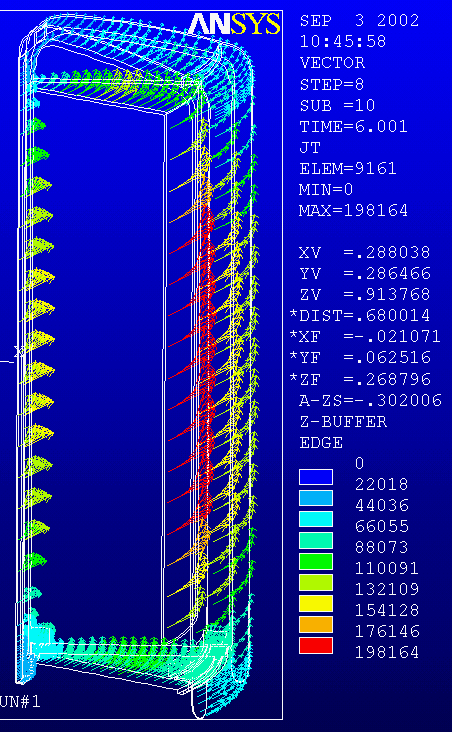 ANSYS
SEP 3 2002
10:45:58
VECTOR
STEP=8
SUB =10
TIME=6.001
JT
ELEM=9161
MIN=0
MAX=198164
XV =.288038
YV =.286466
ZV =.913768
*DIST=.680014
*XF =-.021071
*YF =.062516
*ZF =.268796
A-ZS=-.302006
Z-BUFFER
EDGE
0
22018
44036
66055
88073
110091
132109
154128
176146
198164
UN#1